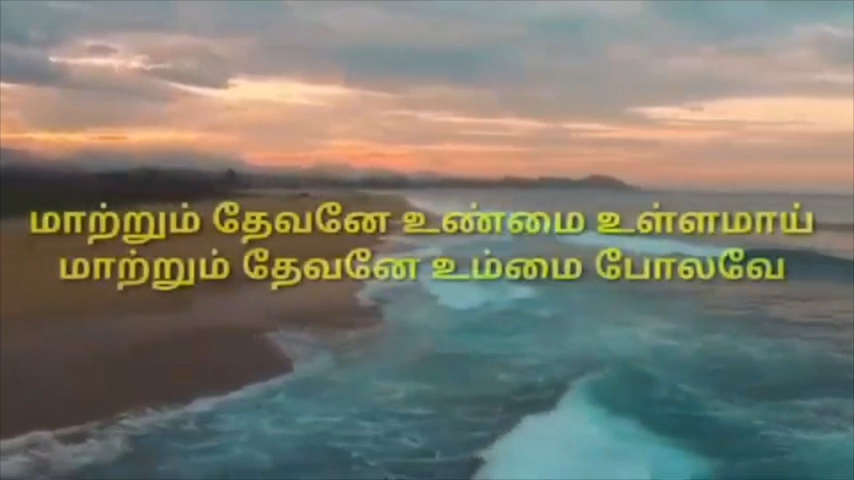 மாற்றும் தேவனே உண்மை உள்ளமாய்
மாற்றும் தேவனே உம்மை போலவே